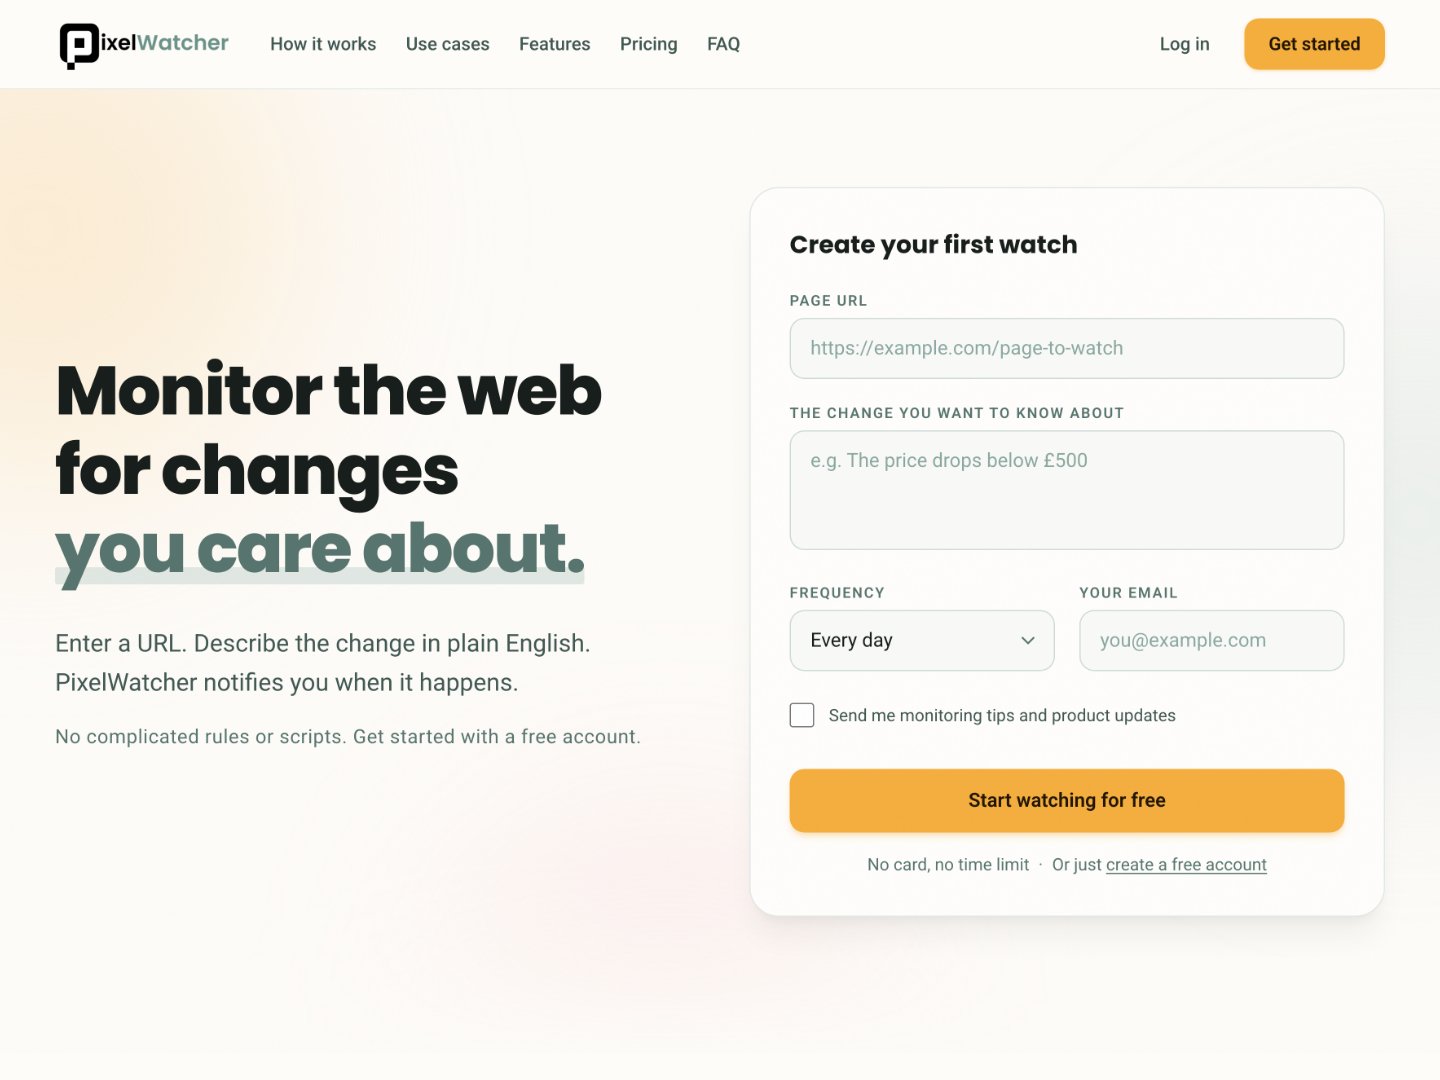 PixelWatcher
How it works
Use cases
Features
Pricing
FAQ
Log in
Get started
Monitor the web
for changes
you care about.
Enter a URL. Describe the change in plain English.
PixelWatcher notifies you when it happens.
No complicated rules or scripts. Get started with a free account.
Create your first watch
PAGE URL
https://example.com/page-to-watch
THE CHANGE YOU WANT TO KNOW ABOUT
e.g. The price drops below £500
FREQUENCY
Every day
YOUR EMAIL
you@example.com
Send me monitoring tips and product updates
Start watching for free
No card, no time limit · Or just create a free account